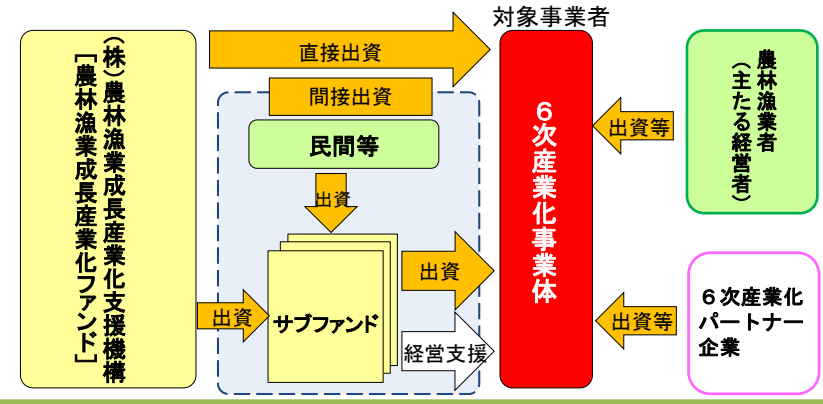 対象事業者
(株)農林漁業成長産業化支援機構
[農林漁業成長産業化ファンド]
直接出資
間接出資
民間等
出資
出資
サブファンド
出資
経営支援
6次産業化事業体
出資等
農林漁業者
(主たる経営者)
出資等
6次産業化
パートナー
企業